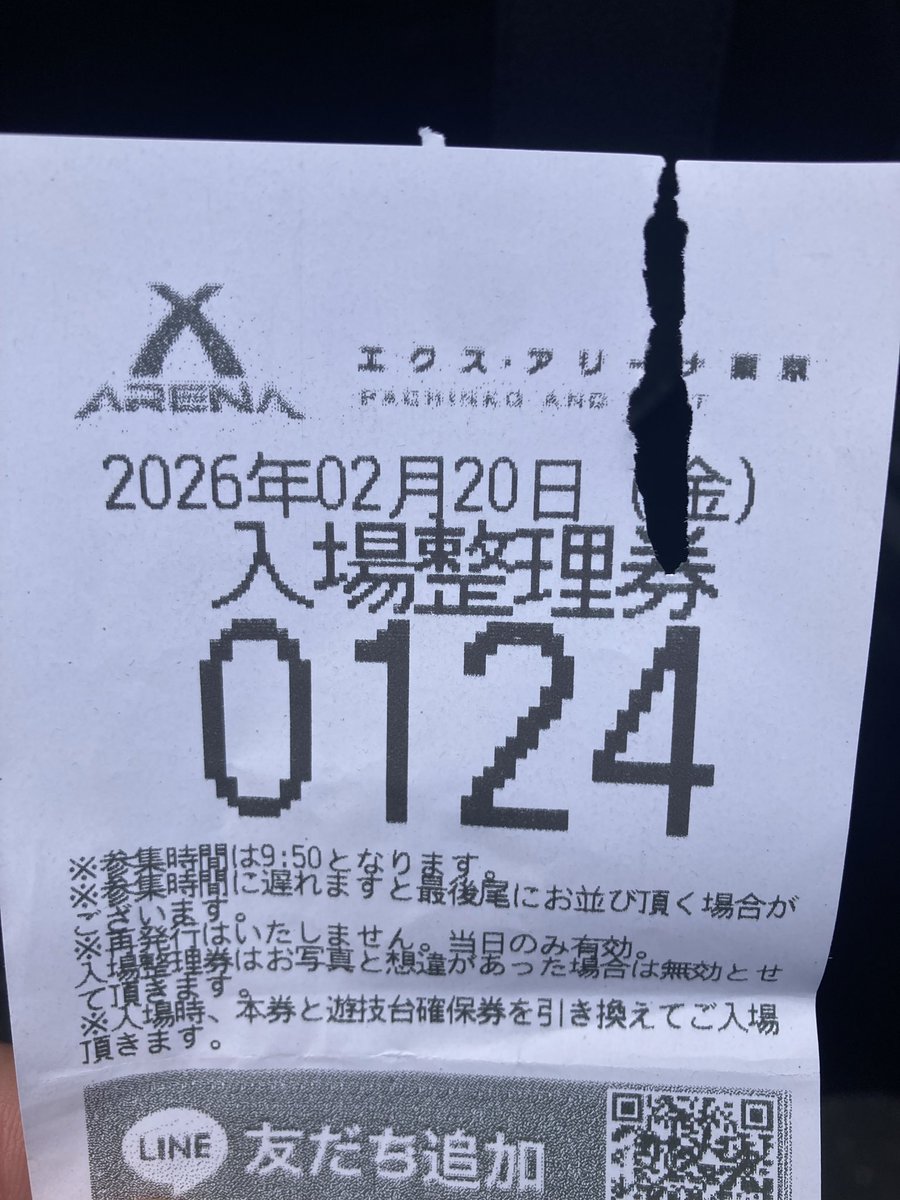 X
ARENA
エクス・アリーナ東京
PACHINKO AND
2026年02月20日 (金)
入場整理券
0124
※参集時間は9:50となります。
※参集時間に遅れますと最後尾にお並び頂く場合が
ございます。
※再発行はいたしません。当日のみ有効。
入場整理券はお写真と想違があった場合は無効とせ
て頂きます。
※入場時、本券と遊技台確保券を引き換えてご入場
頂きます。
LINE 友だち追加